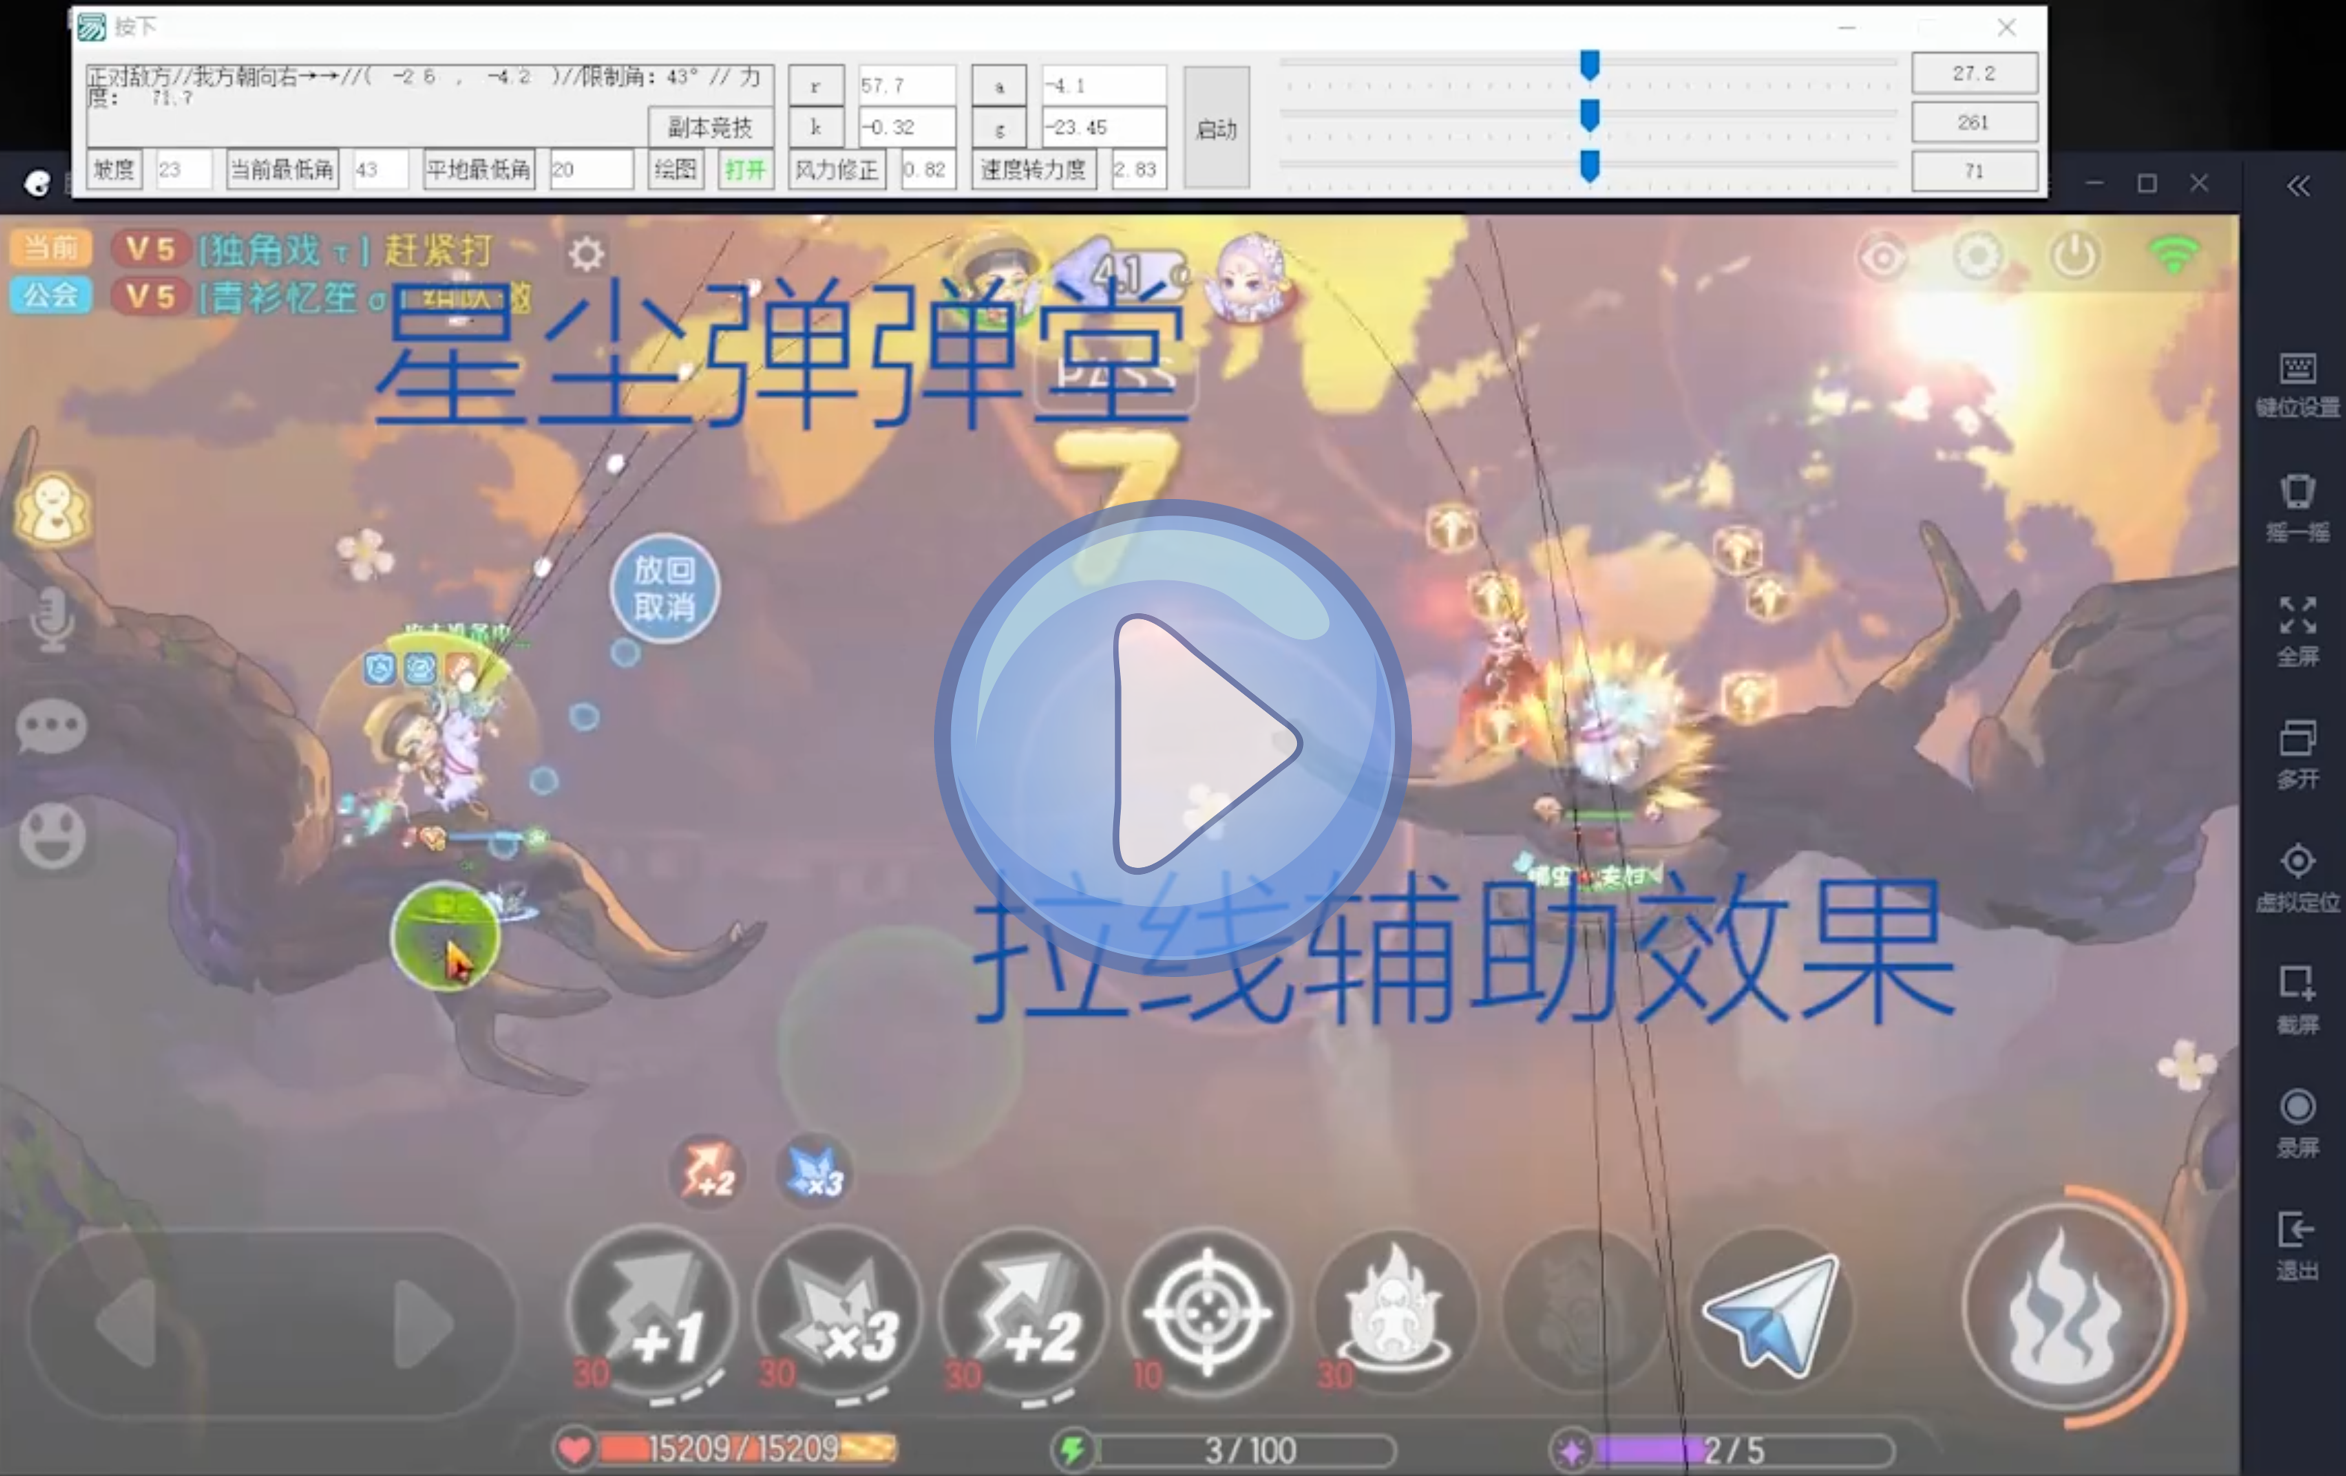 按下
正对敌方//我方朝向右→→//( -26 , -4.2 )//限制角: 43° // 力
度: 71.?
r 57.7 a -4.1
副本竞技 k -0.32 g -23.45
启动
坡度 23 当前最低角 43 平地最低角 20 绘图 打开 风力修正 0.82 速度转力度 2.83
27.2
261
71
当前 V5 [独角戏 τ] 赶紧打
公会 V5 [青衫忆笙 σ]
4.1
星尘弹弹堂
PASS
7
放回
取消
拉线辅助效果
键位设置
摇一摇
全屏
多开
虚拟定位
截屏
录屏
退出
+2 x3
+1 x3 +2
30 30 30 10 30
15209/15209 3/100 2/5